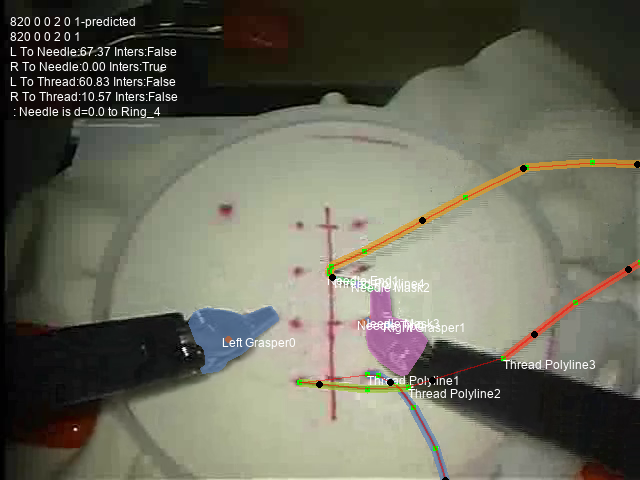 820 0 0 2 0 1-predicted
820 0 0 2 0 1
L To Needle:67.37 Inters:False
R To Needle:0.00 Inters:True
L To Thread:60.83 Inters:False
R To Thread:10.57 Inters:False
: Needle is d=0.0 to Ring_4
Needle Mask2
Right Grasper1
Left Grasper0
Thread Polyline3
Thread Polyline1
Thread Polyline2